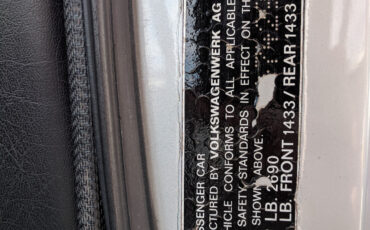 SSENGER CAR
CTURED BY VOLKSWAGENWERK AG
HICLE CONFORMS TO ALL APPLICABLE
SAFETY STANDARDS IN EFFECT ON THE
SHOWN ABOVE.
LB. 2690
LB. FRONT 1433 / REAR 1433